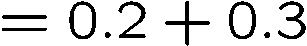 = 0.2 + 0.3